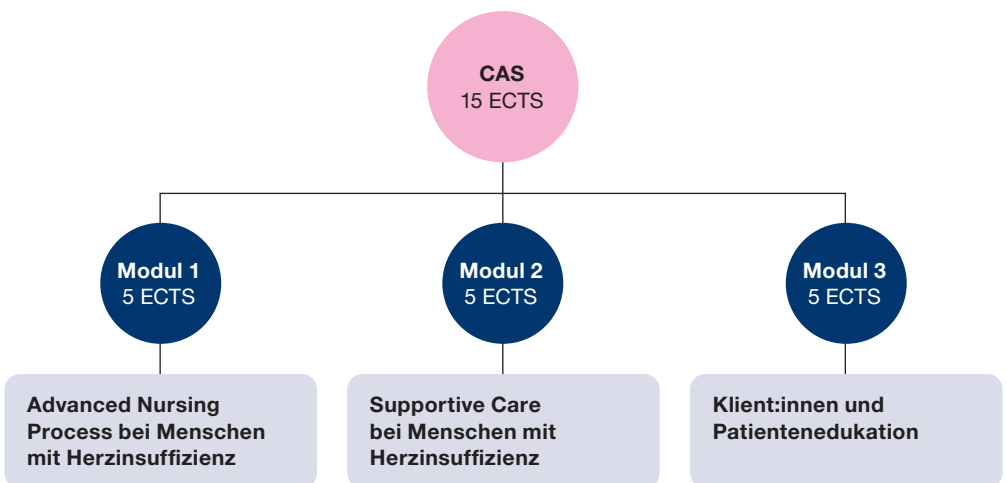 CAS
15 ECTS
Modul 1
5 ECTS
Modul 2
5 ECTS
Modul 3
5 ECTS
Advanced Nursing
Process bei Menschen
mit Herzinsuffizienz
Supportive Care
bei Menschen mit
Herzinsuffizienz
Klient:innen und
Patientenedukation